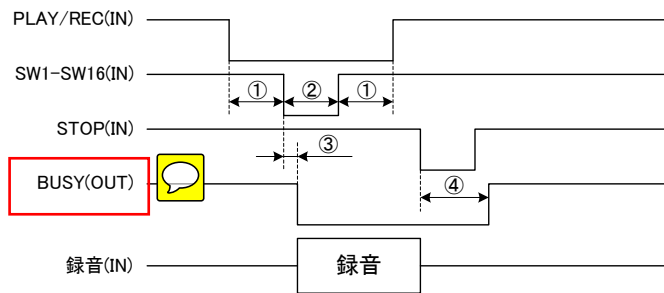 PLAY/REC(IN)
SW1-SW16(IN)
① ② ①
STOP(IN)
③
BUSY(OUT)
④
録音(IN)
録音